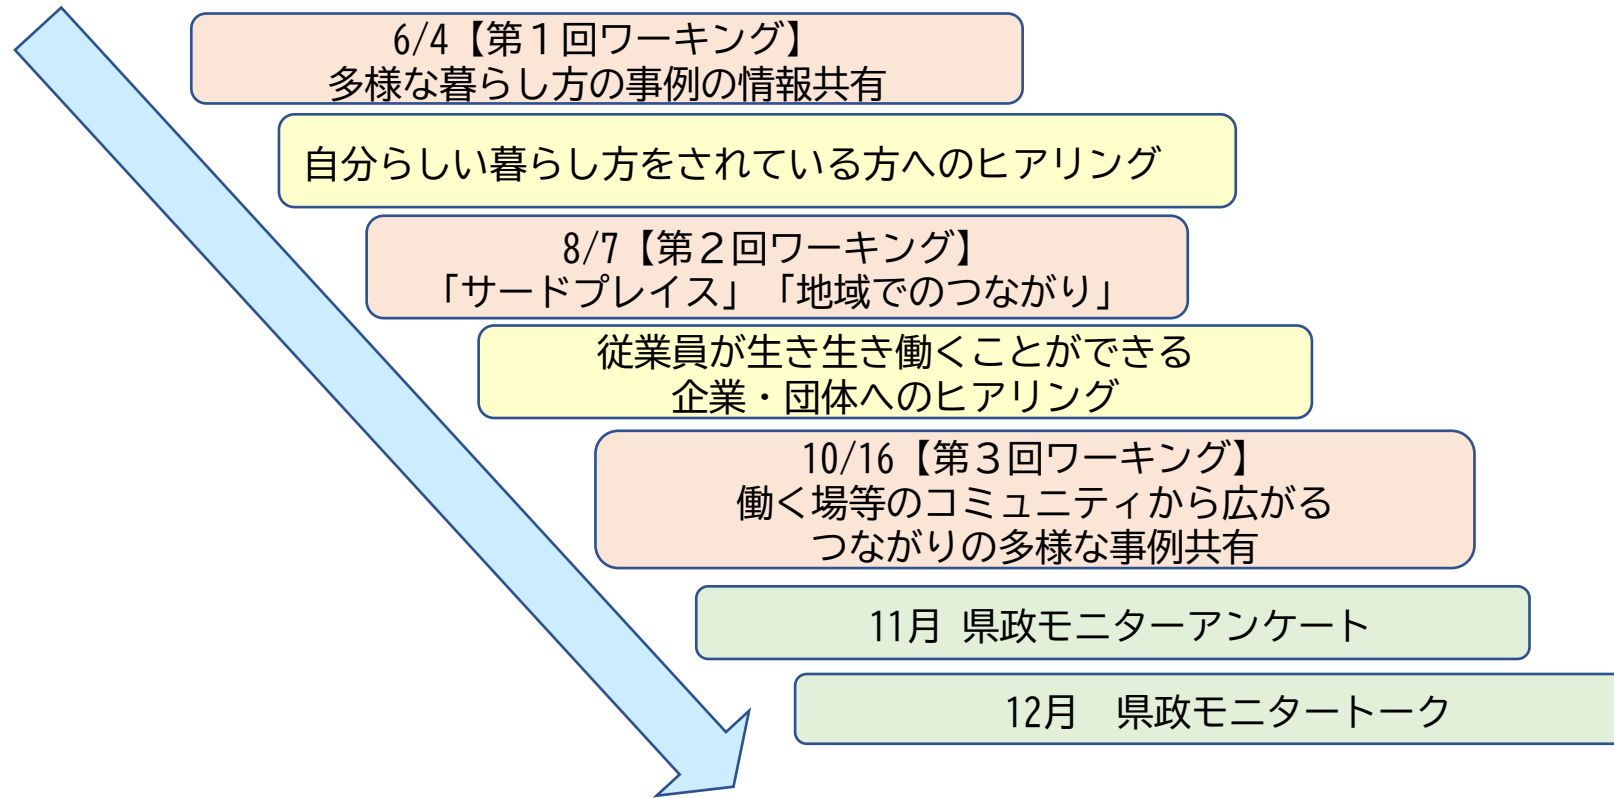 6/4【第１回ワーキング】
多様な暮らし方の事例の情報共有
自分らしい暮らし方をされている方へのヒアリング
8/7【第２回ワーキング】
「サードプレイス」「地域でのつながり」
従業員が生き生き働くことができる
企業・団体へのヒアリング
10/16【第３回ワーキング】
働く場等のコミュニティから広がる
つながりの多様な事例共有
11月 県政モニターアンケート
12月　県政モニタートーク